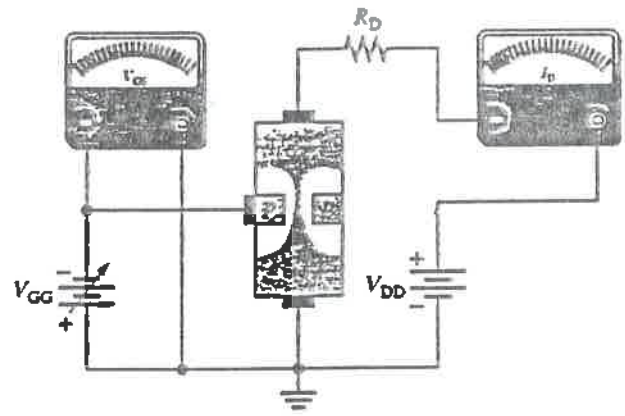 R_D
V_GS
I_D
p
p
V_GG
- +
V_DD
+ -